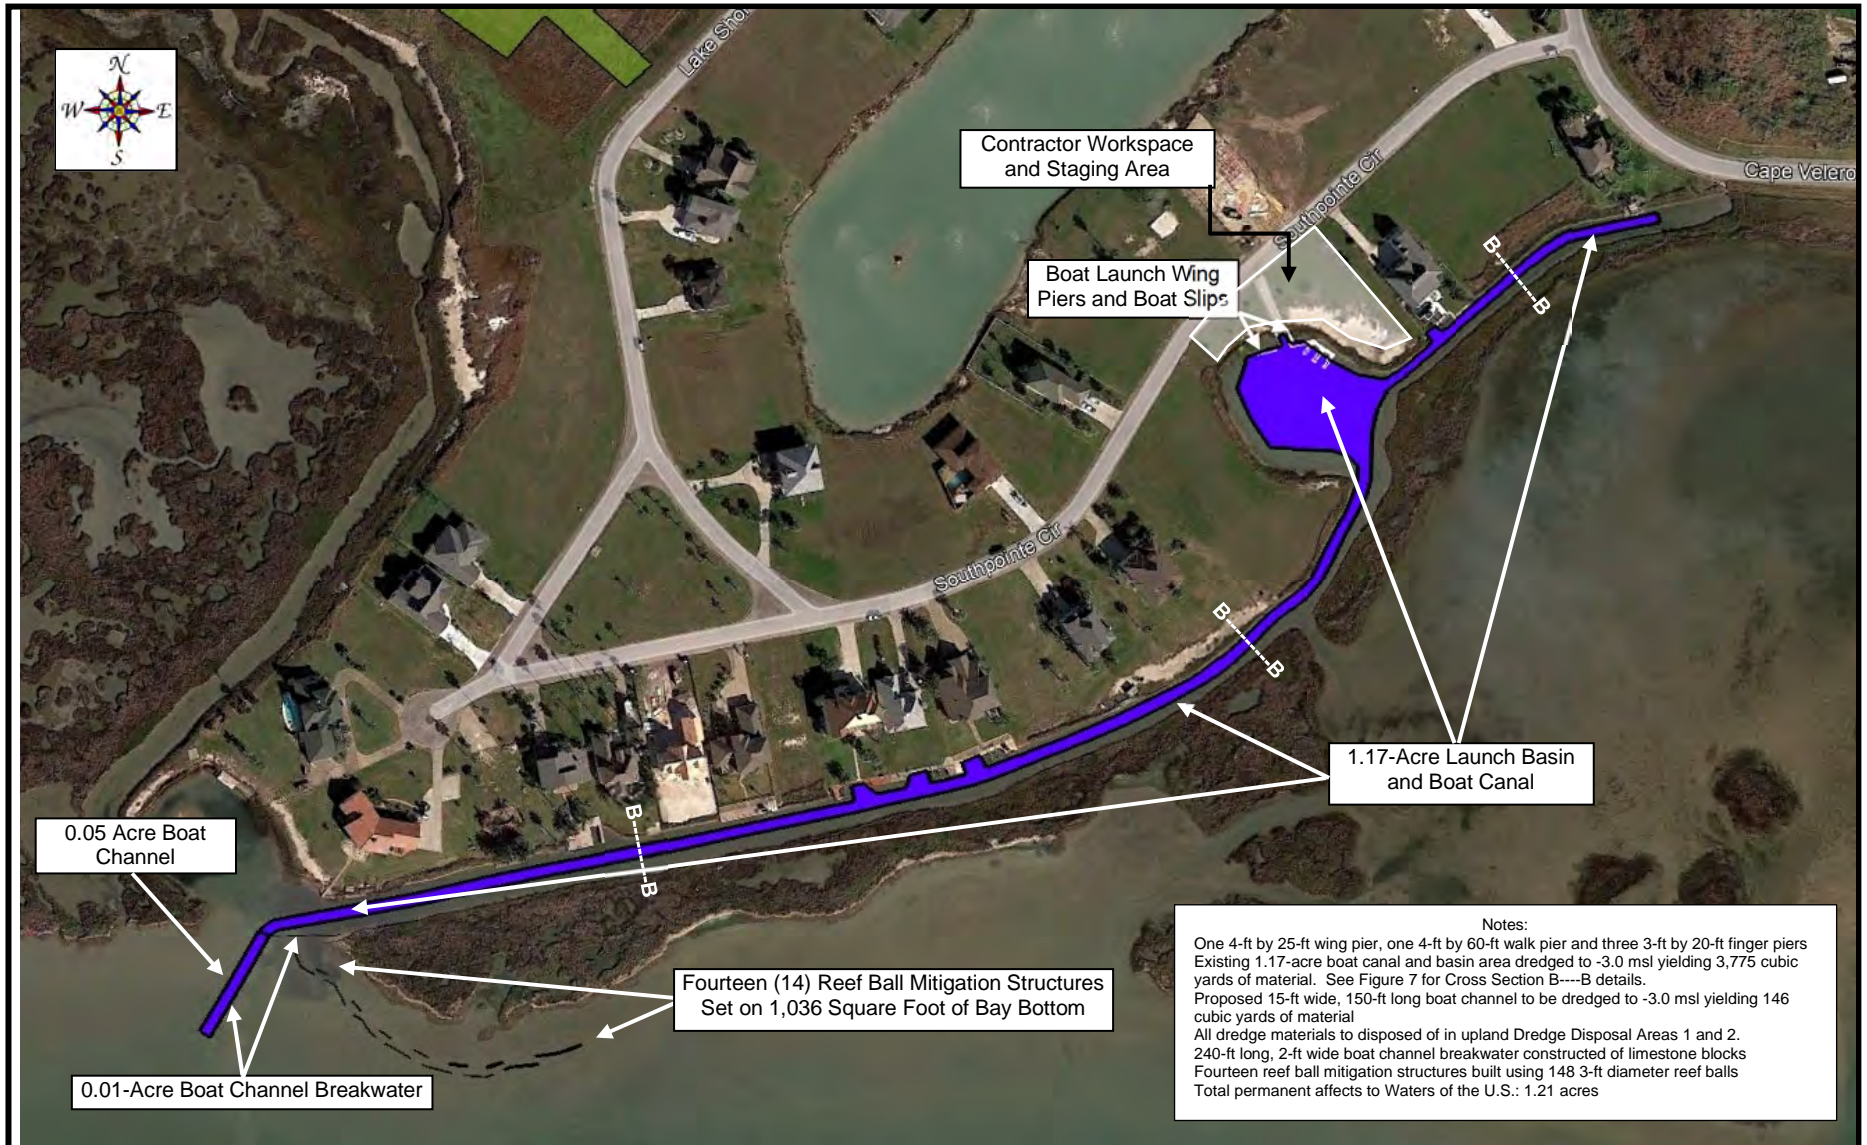 Lake Shor
N
W
E
S
Contractor Workspace
and Staging Area
Southpointe Cir
Cape Velero
Boat Launch Wing
Piers and Boat Slips
B
B
Southpointe Cir
B
B
1.17-Acre Launch Basin
and Boat Canal
B
B
0.05 Acre Boat
Channel
Fourteen (14) Reef Ball Mitigation Structures
Set on 1,036 Square Foot of Bay Bottom
0.01-Acre Boat Channel Breakwater
Notes:
One 4-ft by 25-ft wing pier, one 4-ft by 60-ft walk pier and three 3-ft by 20-ft finger piers
Existing 1.17-acre boat canal and basin area dredged to -3.0 msl yielding 3,775 cubic
yards of material.  See Figure 7 for Cross Section B----B details.
Proposed 15-ft wide, 150-ft long boat channel to be dredged to -3.0 msl yielding 146
cubic yards of material
All dredge materials to disposed of in upland Dredge Disposal Areas 1 and 2.
240-ft long, 2-ft wide boat channel breakwater constructed of limestone blocks
Fourteen reef ball mitigation structures built using 148 3-ft diameter reef balls
Total permanent affects to Waters of the U.S.: 1.21 acres